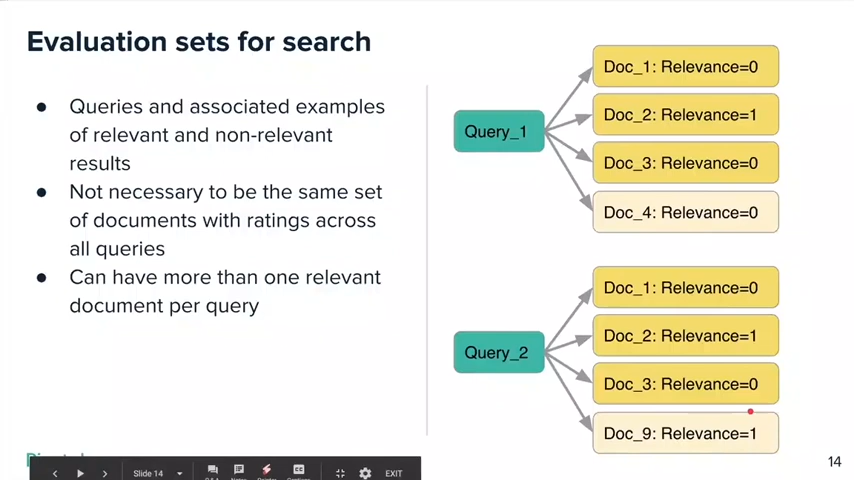 Evaluation sets for search
● Queries and associated examples
of relevant and non-relevant
results
● Not necessary to be the same set
of documents with ratings across
all queries
● Can have more than one relevant
document per query
Query_1
Doc_1: Relevance=0
Doc_2: Relevance=1
Doc_3: Relevance=0
Doc_4: Relevance=0
Query_2
Doc_1: Relevance=0
Doc_2: Relevance=1
Doc_3: Relevance=0
Doc_9: Relevance=1
Slide 14
EXIT
14